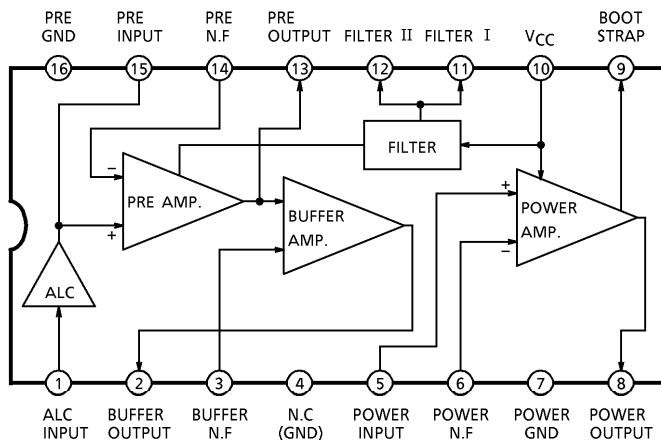 PRE PRE PRE PRE BOOT
GND INPUT N.F OUTPUT FILTER II FILTER I VCC STRAP
16 15 14 13 12 11 10 9
FILTER
−
+
PRE AMP.
BUFFER
AMP.
+
−
POWER
AMP.
ALC
1 2 3 4 5 6 7 8
ALC BUFFER BUFFER N.C POWER POWER POWER POWER
INPUT OUTPUT N.F (GND) INPUT N.F GND OUTPUT